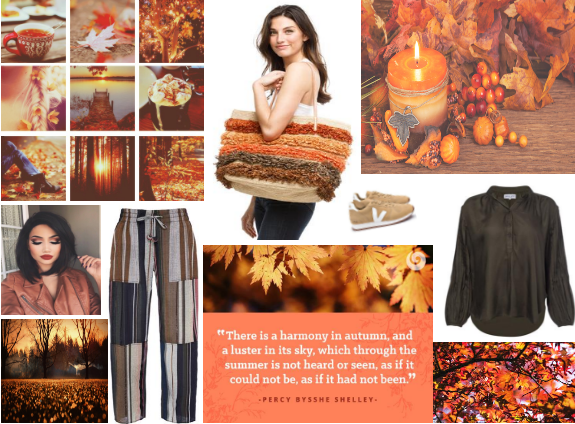 "There is a harmony in autumn, and
a luster in its sky, which through the
summer is not heard or seen, as if it
could not be, as if it had not been."
-PERCY BYSSHE SHELLEY-